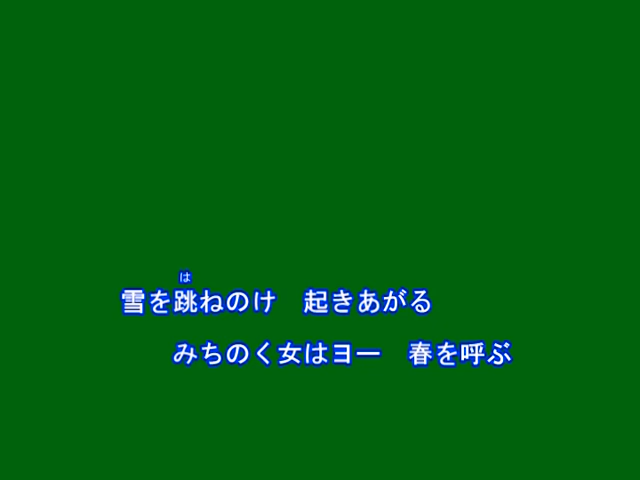 は
雪を跳ねのけ　起きあがる
みちのく女はヨー　春を呼ぶ